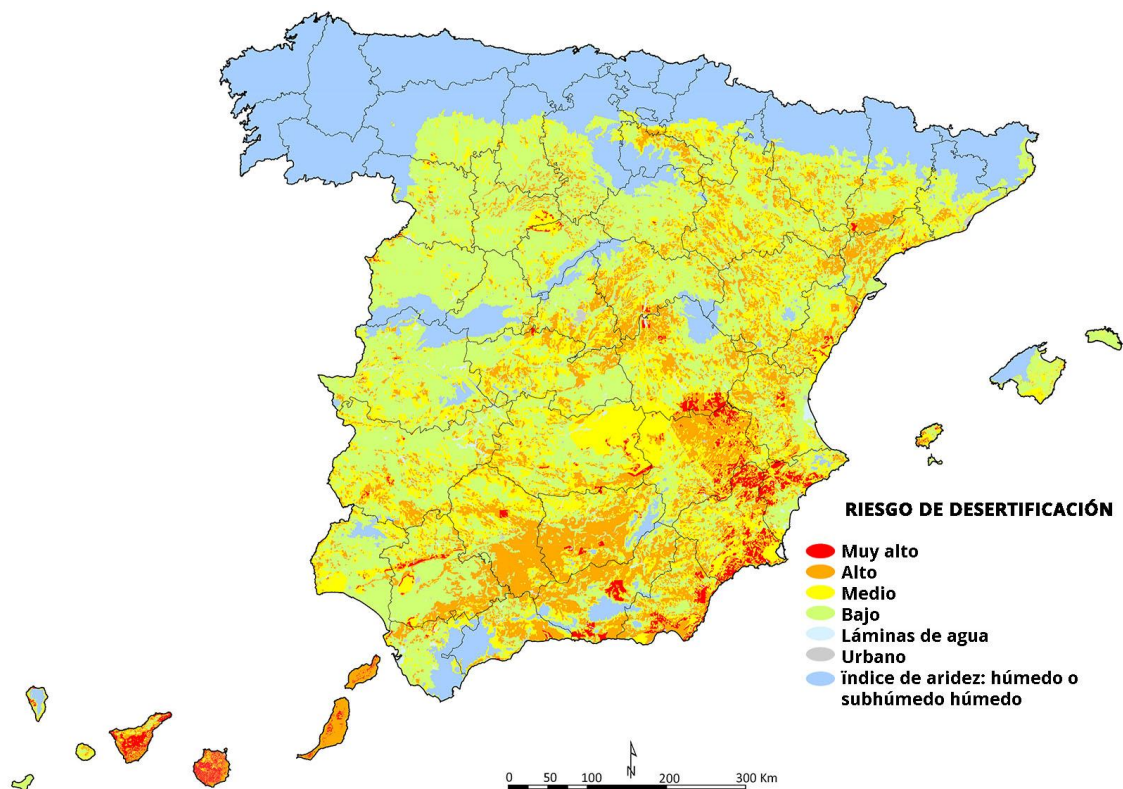 RIESGO DE DESERTIFICACIÓN
Muy alto
Alto
Medio
Bajo
Láminas de agua
Urbano
ïndice de aridez: húmedo o
subhúmedo húmedo
N
0 50 100 200 300 Km